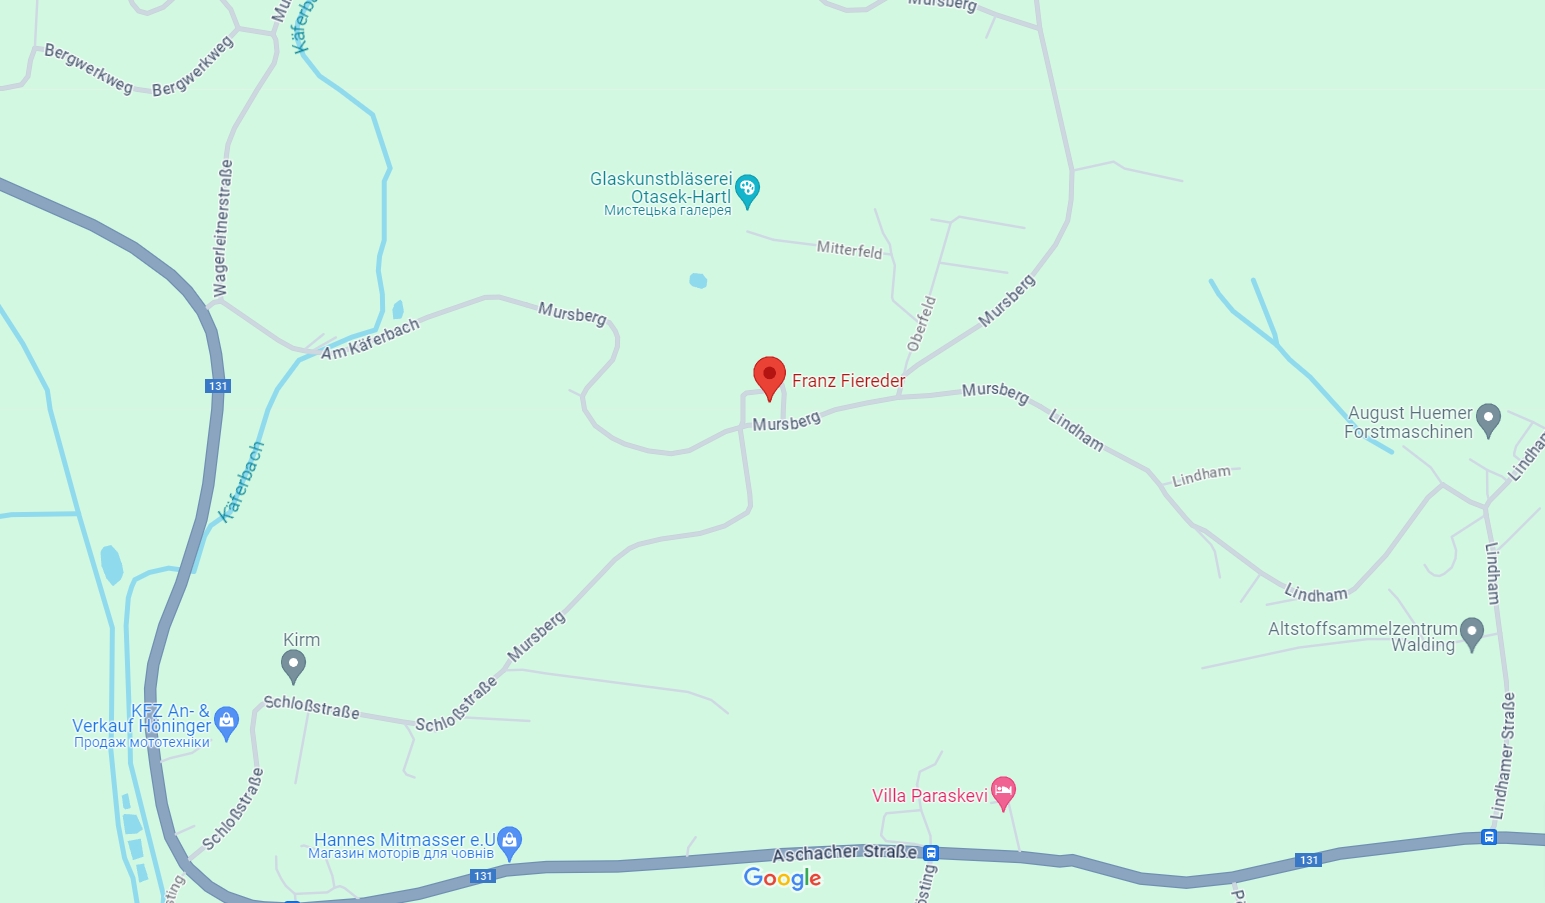 Mursberg
Käferb
Bergwerkweg
Bergwerkweg
Wagerleitnerstraße
Glaskunstbläserei
Otasek-Hartl
Мистецька галерея
Mitterfeld
Oberfeld
Mursberg
Mursberg
Am Käferbach
131
Franz Fiereder
Mursberg
Mursberg
Lindham
Lindham
August Huemer
Forstmaschinen
Lindham
Käferbach
Lindham
Lindham
Altstoffsammelzentrum
Walding
Mursberg
Kirm
Schloßstraße
Schloßstraße
KFZ An- &
Verkauf Höninger
Продаж мототехніки
Schloßstraße
Lindhamer Straße
Villa Paraskevi
Hannes Mitmasser e.U
Магазин моторів для човнів
Aschacher Straße
131
131
Google